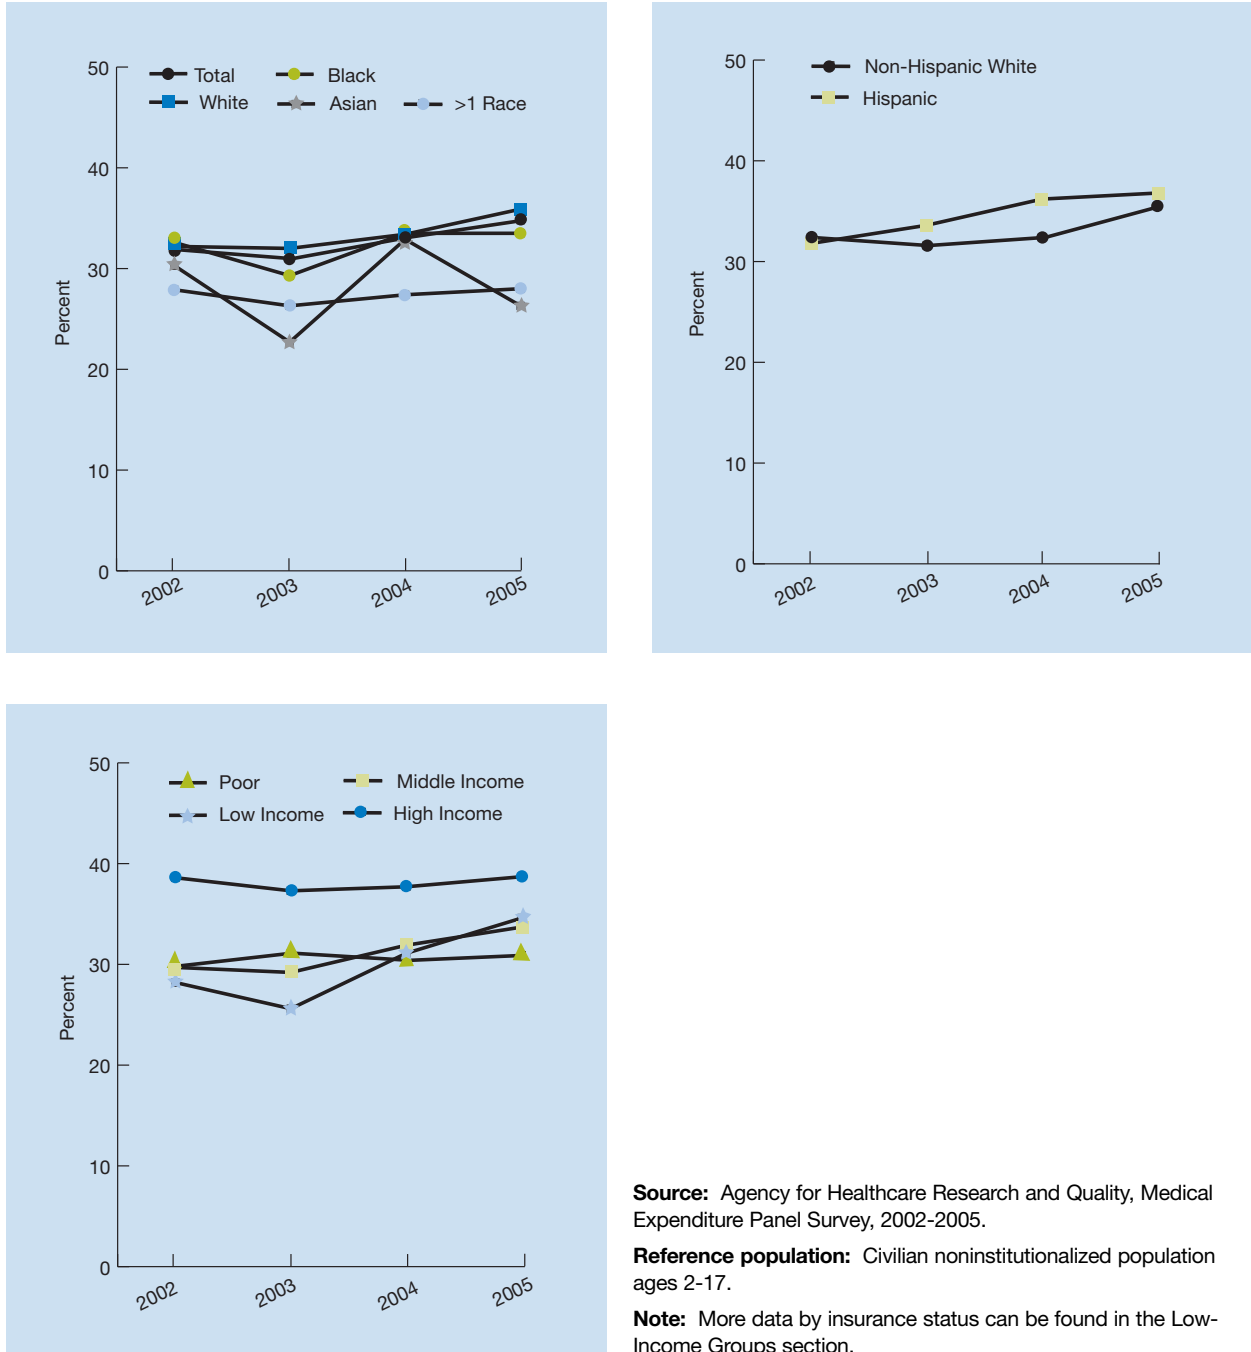 50
40
30
20
10
0
Percent
Total
Black
White
Asian
>1 Race
2002
2003
2004
2005
50
40
30
20
10
0
Percent
Non-Hispanic White
Hispanic
2002
2003
2004
2005
50
40
30
20
10
0
Percent
Poor
Middle Income
Low Income
High Income
2002
2003
2004
2005
Source: Agency for Healthcare Research and Quality, Medical
Expenditure Panel Survey, 2002-2005.
Reference population: Civilian noninstitutionalized population
ages 2-17.
Note: More data by insurance status can be found in the Low-
Income Groups section.